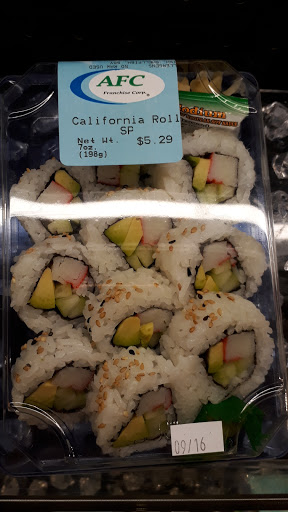 AFC
Franchise Corp.
California Roll
SP
Net Wt. $5.29
7oz.
(198g)
09/16